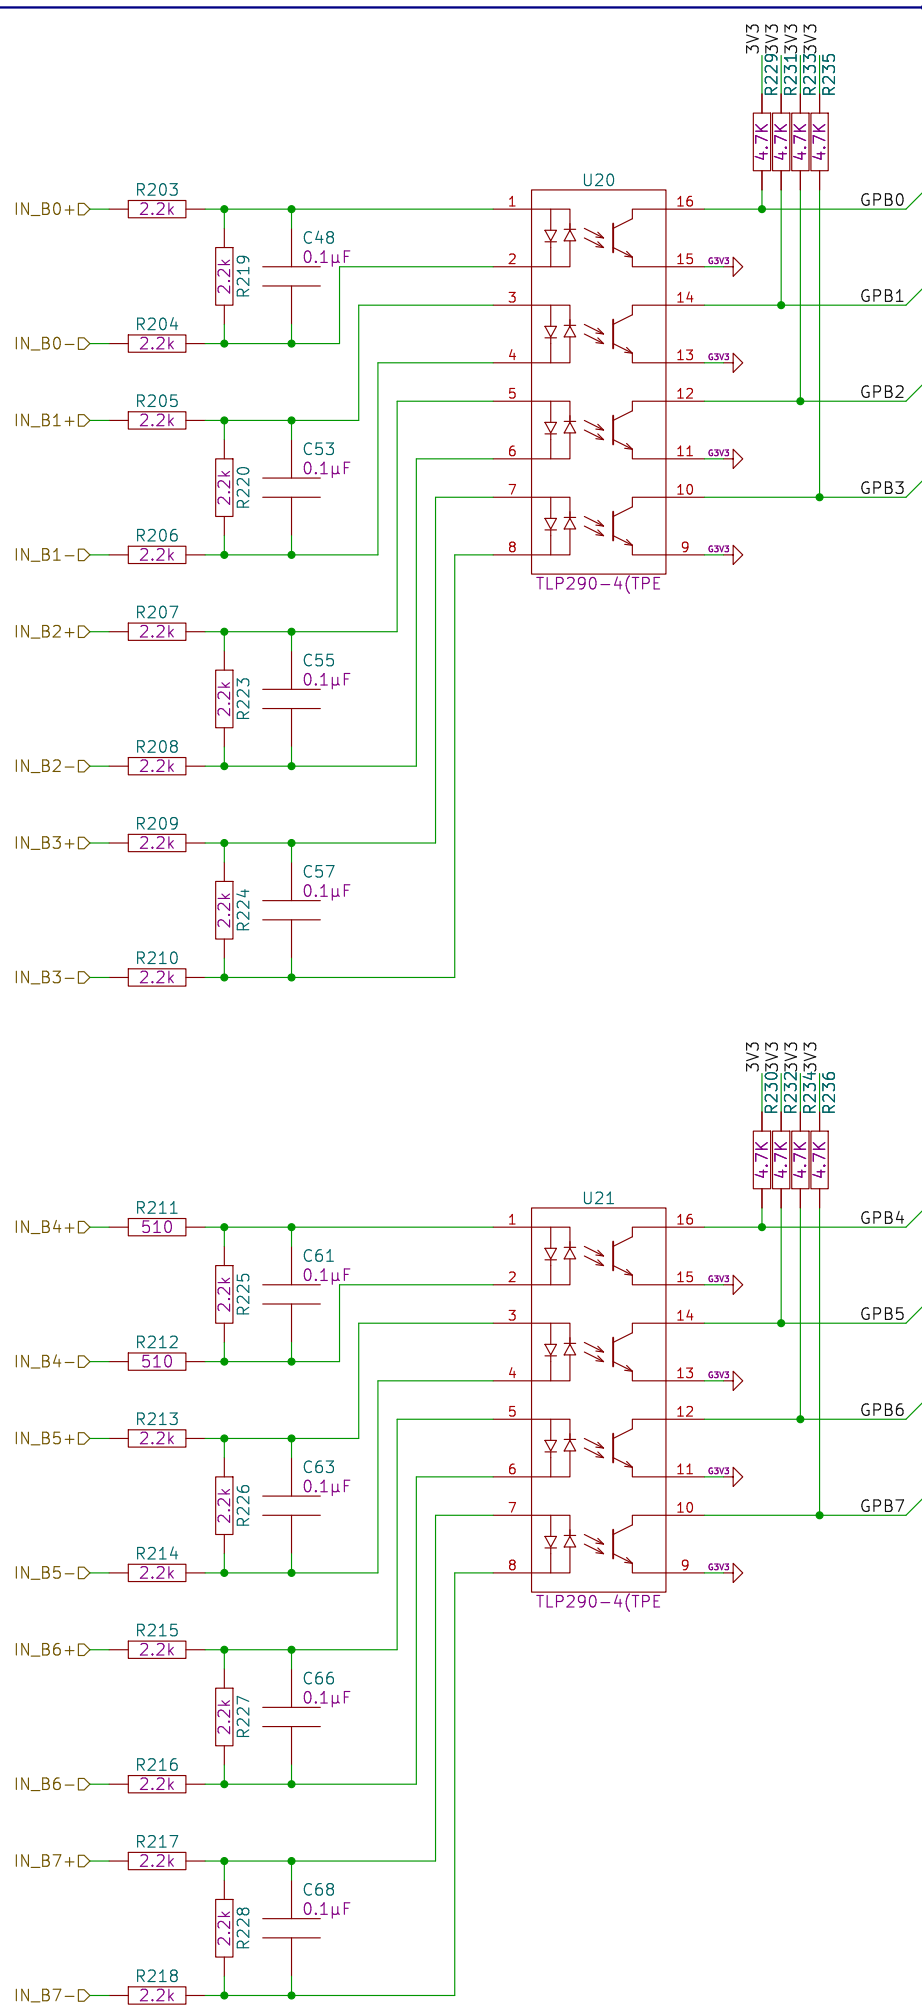 3V3 3V3 3V3 3V3
R229 R231 R233 R235
4.7K 4.7K 4.7K 4.7K
U20
R203
IN_B0+ 2.2k 1 16 GPB0
C48
0.1µF
2.2k R219
2 15 G3V3
3 14 GPB1
R204
IN_B0- 2.2k
4 13 G3V3
5 12 GPB2
R205
IN_B1+ 2.2k
C53
0.1µF
6 11 G3V3
2.2k R220
7 10 GPB3
R206
IN_B1- 2.2k 8 9 G3V3
TLP290-4(TPE
R207
IN_B2+ 2.2k
C55
0.1µF
2.2k R223
R208
IN_B2- 2.2k
R209
IN_B3+ 2.2k
C57
0.1µF
2.2k R224
R210
IN_B3- 2.2k
3V3 3V3 3V3 3V3
R230 R232 R234 R236
4.7K 4.7K 4.7K 4.7K
U21
R211
IN_B4+ 510 1 16 GPB4
C61
0.1µF
2.2k R225
2 15 G3V3
3 14 GPB5
R212
IN_B4- 510
4 13 G3V3
5 12 GPB6
R213
IN_B5+ 2.2k
C63
0.1µF
6 11 G3V3
2.2k R226
7 10 GPB7
R214
IN_B5- 2.2k 8 9 G3V3
TLP290-4(TPE
R215
IN_B6+ 2.2k
C66
0.1µF
2.2k R227
R216
IN_B6- 2.2k
R217
IN_B7+ 2.2k
C68
0.1µF
2.2k R228
R218
IN_B7- 2.2k